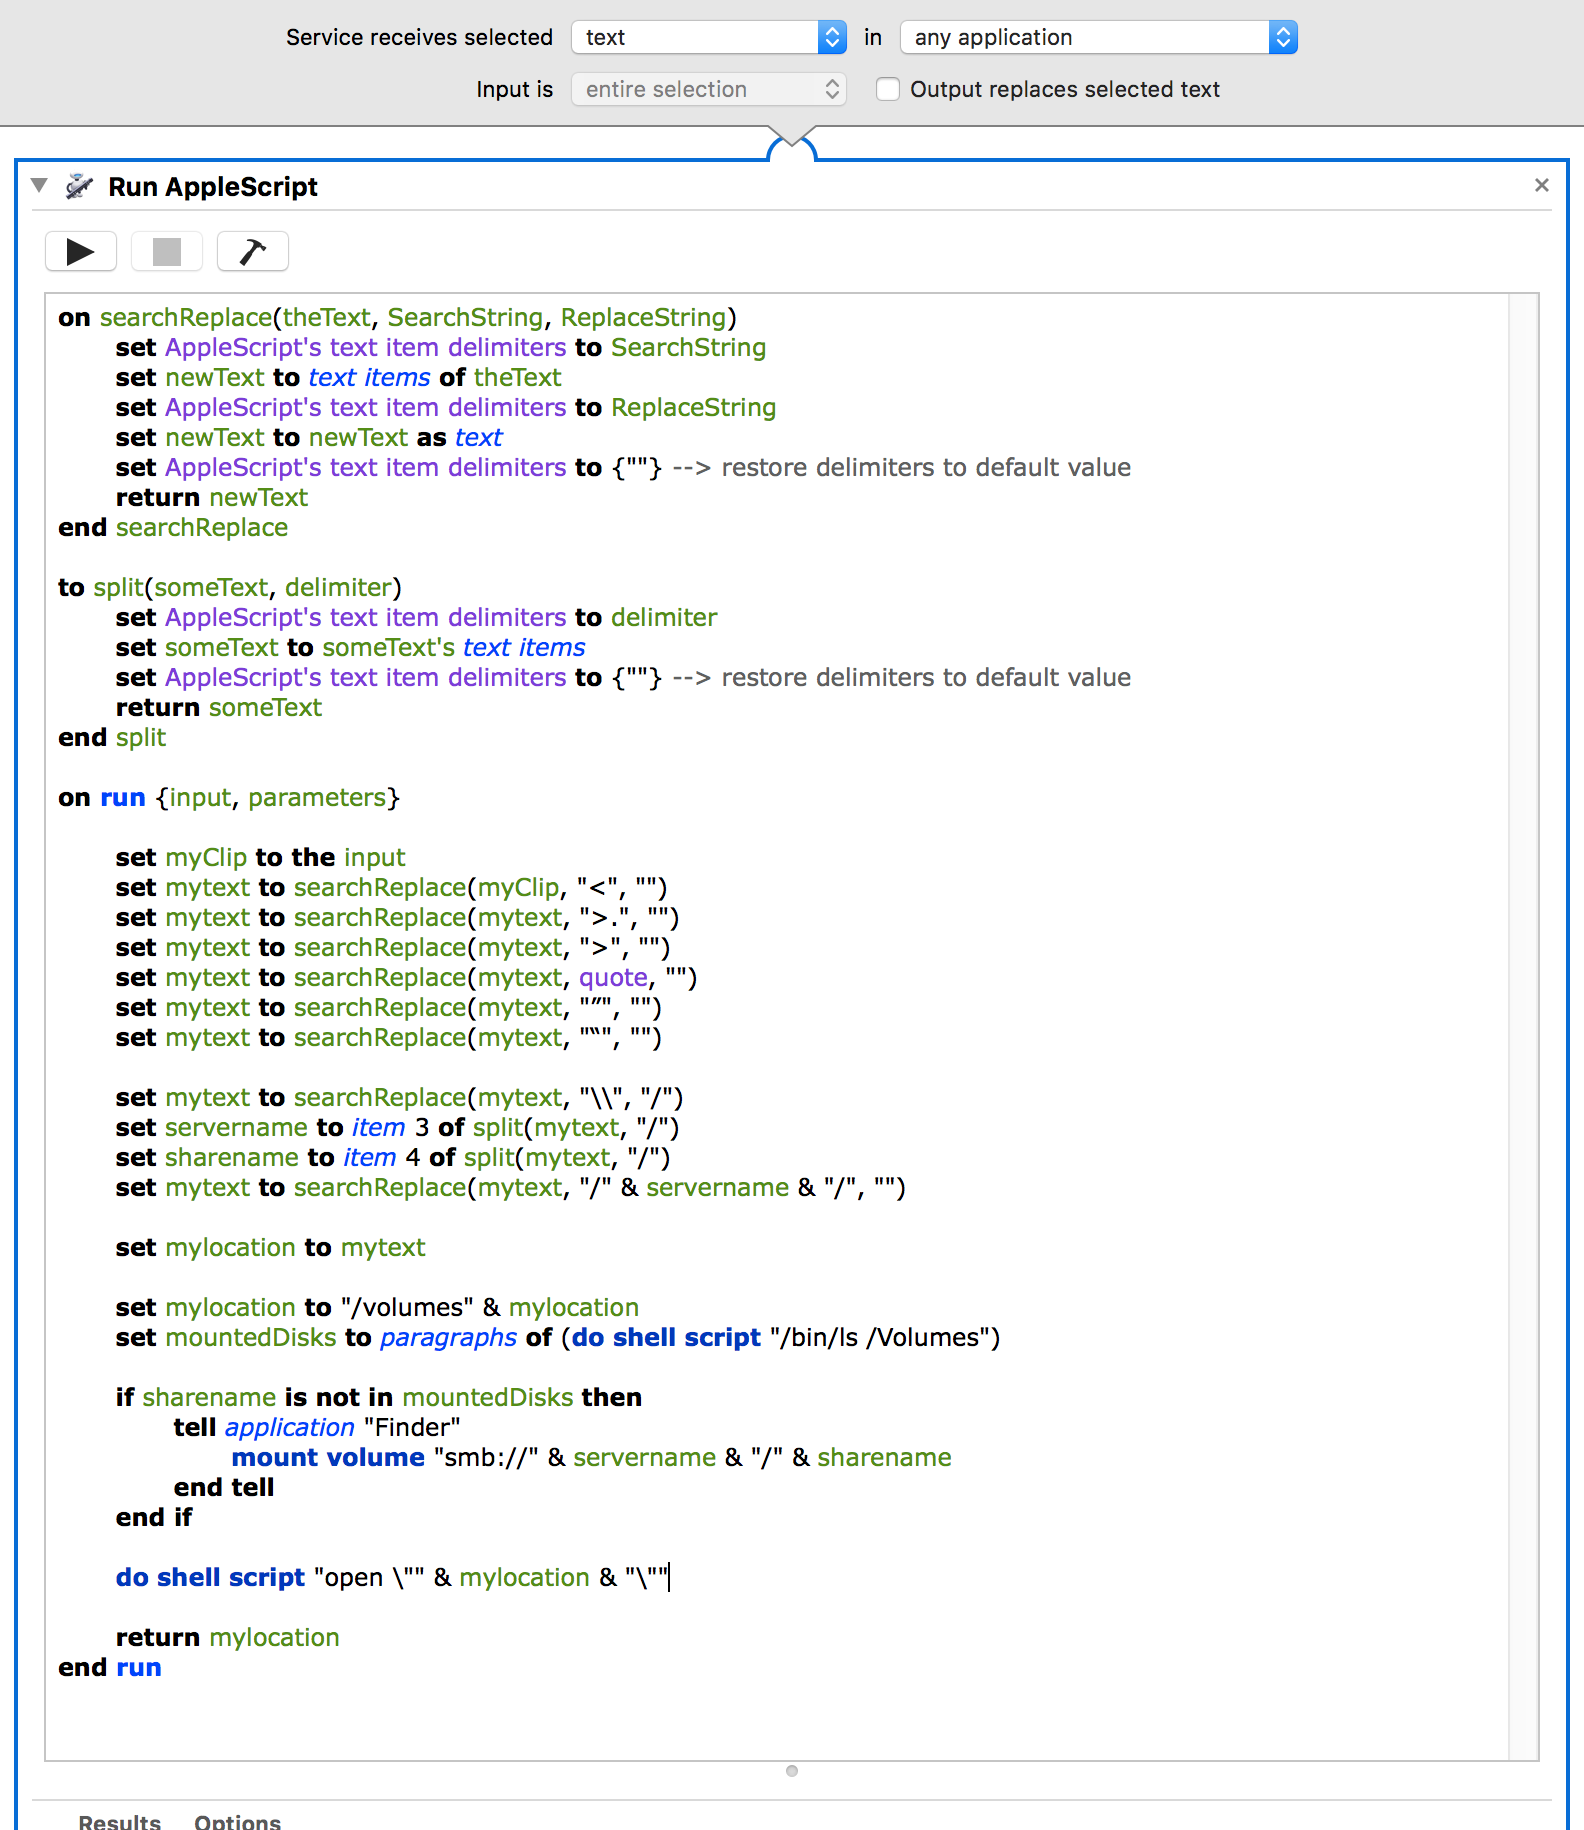 Service receives selected text in any application
Input is entire selection Output replaces selected text
Run AppleScript
on searchReplace(theText, SearchString, ReplaceString)
set AppleScript's text item delimiters to SearchString
set newText to text items of theText
set AppleScript's text item delimiters to ReplaceString
set newText to newText as text
set AppleScript's text item delimiters to {""} --> restore delimiters to default value
return newText
end searchReplace
to split(someText, delimiter)
set AppleScript's text item delimiters to delimiter
set someText to someText's text items
set AppleScript's text item delimiters to {""} --> restore delimiters to default value
return someText
end split
on run {input, parameters}
set myClip to the input
set mytext to searchReplace(myClip, "<", "")
set mytext to searchReplace(mytext, ">.", "")
set mytext to searchReplace(mytext, ">", "")
set mytext to searchReplace(mytext, quote, "")
set mytext to searchReplace(mytext, "”", "")
set mytext to searchReplace(mytext, "“", "")
set mytext to searchReplace(mytext, "\\", "/")
set servername to item 3 of split(mytext, "/")
set sharename to item 4 of split(mytext, "/")
set mytext to searchReplace(mytext, "/" & servername & "/", "")
set mylocation to mytext
set mylocation to "/volumes" & mylocation
set mountedDisks to paragraphs of (do shell script "/bin/ls /Volumes")
if sharename is not in mountedDisks then
tell application "Finder"
mount volume "smb://" & servername & "/" & sharename
end tell
end if
do shell script "open \"" & mylocation & "\""
return mylocation
end run
Results Options